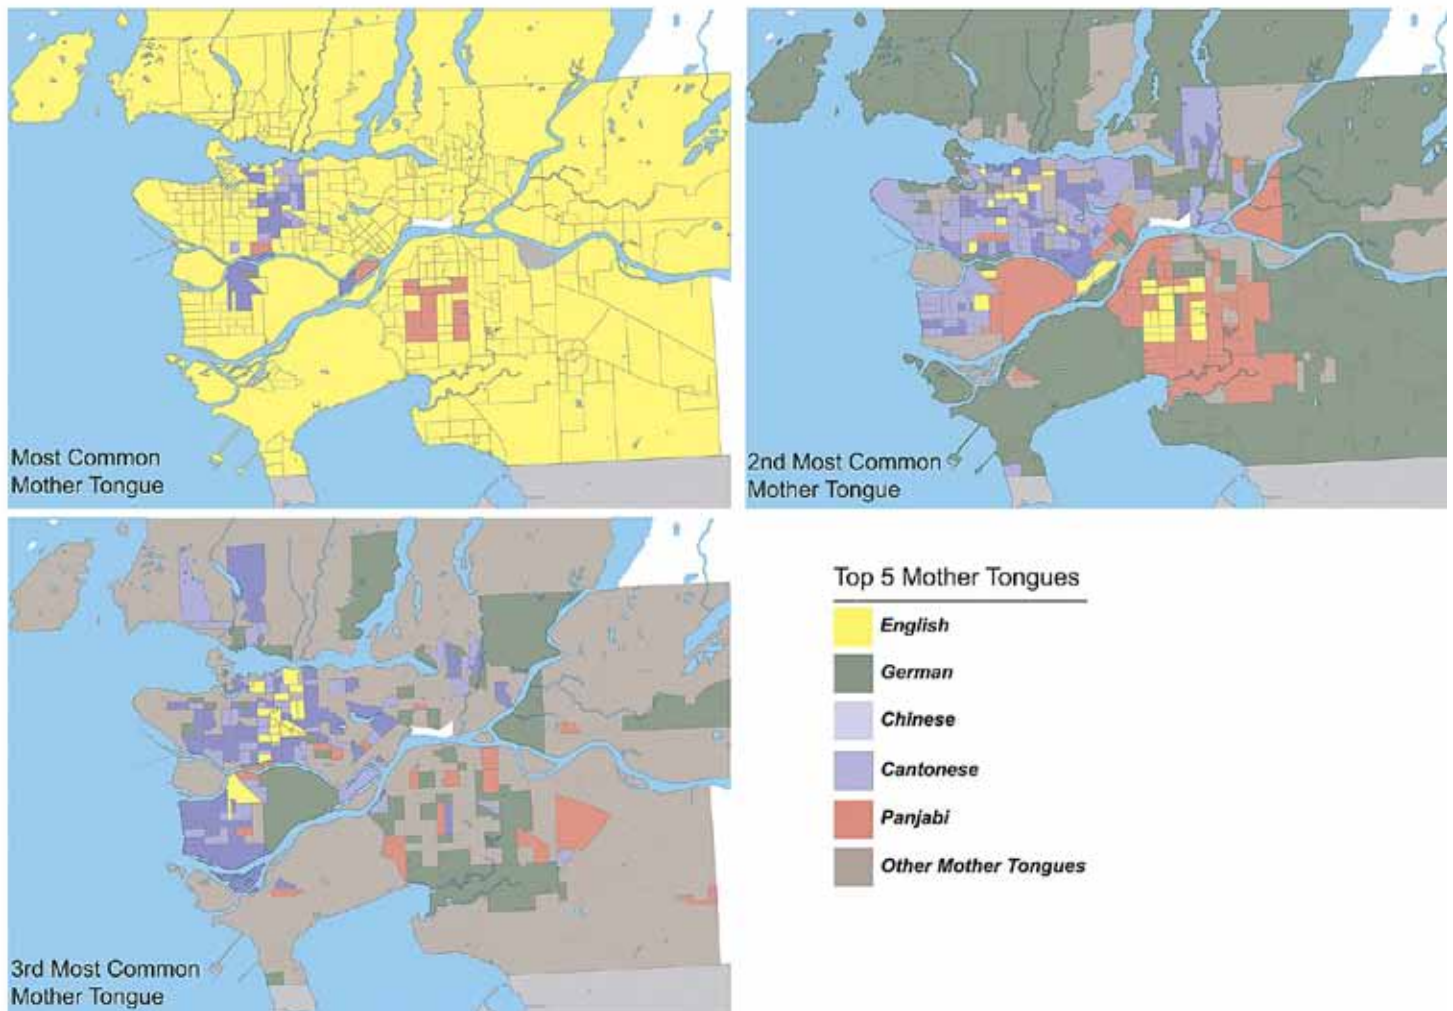 Most Common
Mother Tongue
2nd Most Common
Mother Tongue
3rd Most Common
Mother Tongue
Top 5 Mother Tongues
English
German
Chinese
Cantonese
Panjabi
Other Mother Tongues